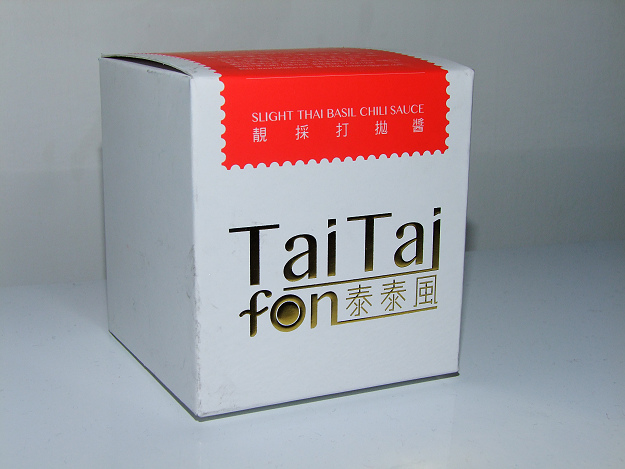 SLIGHT THAI BASIL CHILI SAUCE
靚採打拋醬
TaiTai
fon泰泰風